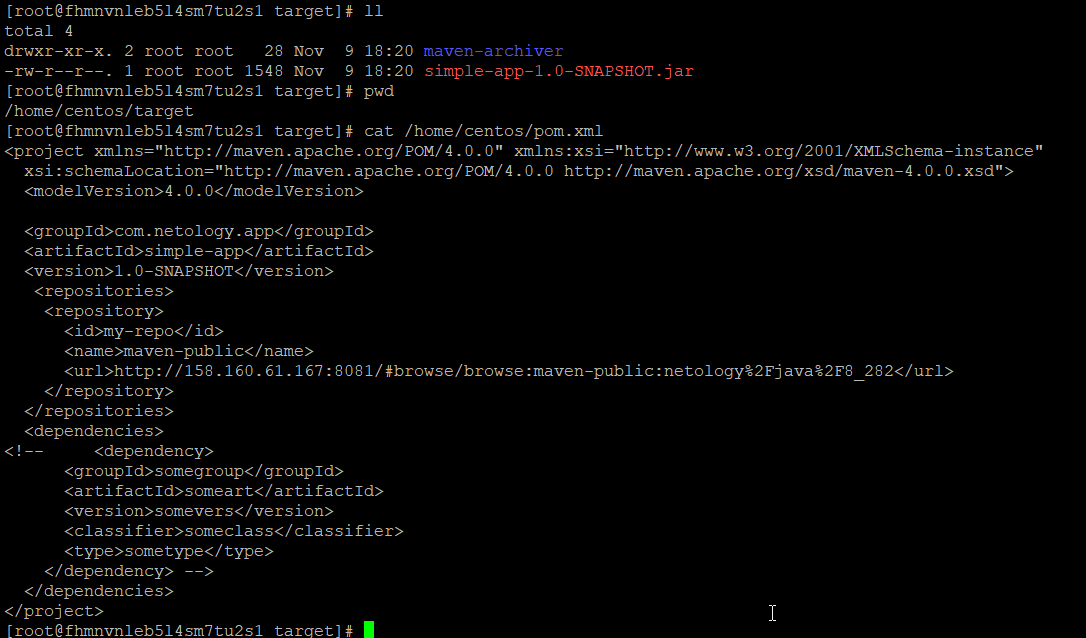 [root@fhmnvnleb5l4sm7tu2s1 target]# ll
total 4
drwxr-xr-x. 2 root root   28 Nov  9 18:20 maven-archiver
-rw-r--r--. 1 root root 1548 Nov  9 18:20 simple-app-1.0-SNAPSHOT.jar
[root@fhmnvnleb5l4sm7tu2s1 target]# pwd
/home/centos/target
[root@fhmnvnleb5l4sm7tu2s1 target]# cat /home/centos/pom.xml
<project xmlns="http://maven.apache.org/POM/4.0.0" xmlns:xsi="http://www.w3.org/2001/XMLSchema-instance"
  xsi:schemaLocation="http://maven.apache.org/POM/4.0.0 http://maven.apache.org/xsd/maven-4.0.0.xsd">
  <modelVersion>4.0.0</modelVersion>

  <groupId>com.netology.app</groupId>
  <artifactId>simple-app</artifactId>
  <version>1.0-SNAPSHOT</version>
   <repositories>
    <repository>
      <id>my-repo</id>
      <name>maven-public</name>
      <url>http://158.160.61.167:8081/#browse/browse:maven-public:netology%2Fjava%2F8_282</url>
    </repository>
  </repositories>
  <dependencies>
<!--     <dependency>
      <groupId>somegroup</groupId>
      <artifactId>someart</artifactId>
      <version>somevers</version>
      <classifier>someclass</classifier>
      <type>sometype</type>
    </dependency> -->
  </dependencies>
</project>
[root@fhmnvnleb5l4sm7tu2s1 target]#